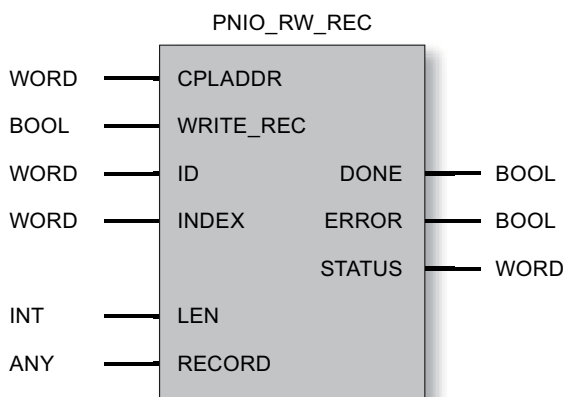 PNIO_RW_REC
WORD CPLADDR
BOOL WRITE_REC
WORD ID DONE BOOL
WORD INDEX ERROR BOOL
STATUS WORD
INT LEN
ANY RECORD